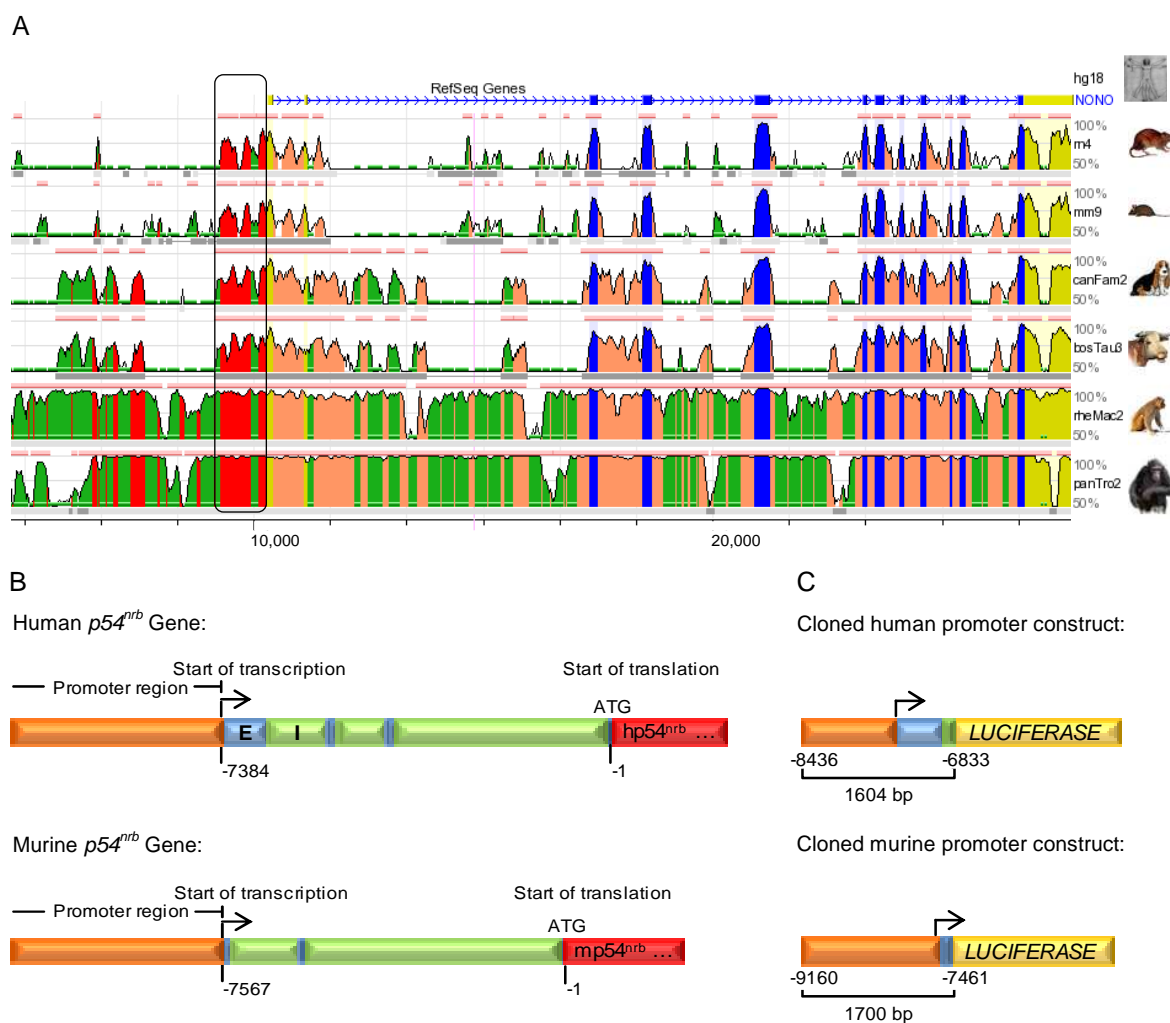 A
hg18
RefSeq Genes
NONO
100%
rn4
50%
100%
mm9
50%
100%
canFam2
50%
100%
bosTau3
50%
100%
rheMac2
50%
100%
panTro2
50%
10,000
20,000
B
Human p54nrb Gene:
Start of transcription
Start of translation
Promoter region
ATG
E
I
hp54nrb ...
-7384
-1
Murine p54nrb Gene:
Start of transcription
Start of translation
Promoter region
ATG
mp54nrb ...
-7567
-1
C
Cloned human promoter construct:
LUCIFERASE
-8436
-6833
1604 bp
Cloned murine promoter construct:
LUCIFERASE
-9160
-7461
1700 bp